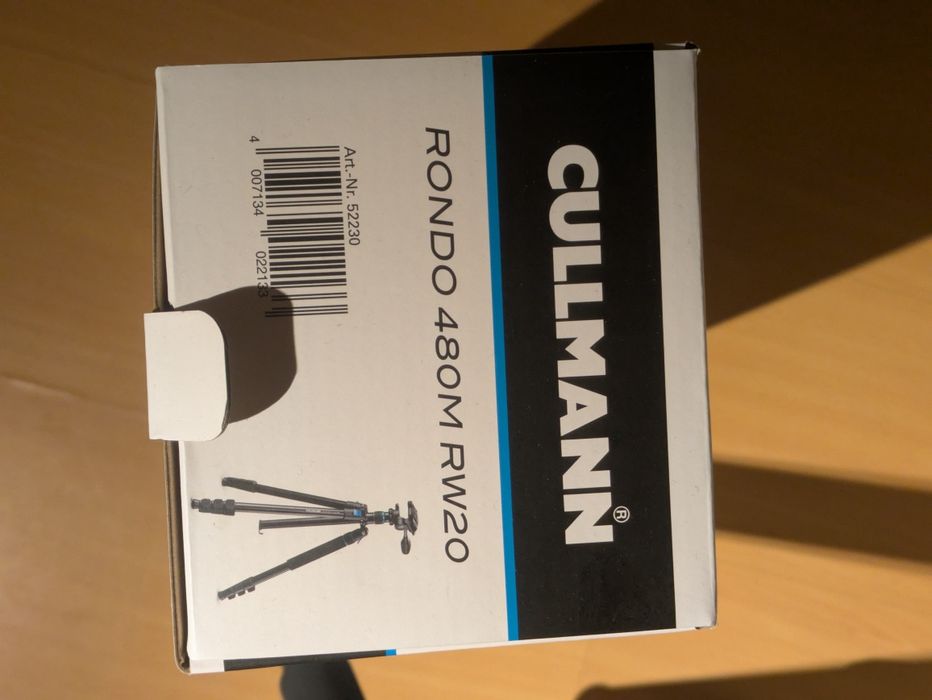 CULLMANN®
RONDO 480M RW20
Art.-Nr. 52230
4 007134 022133